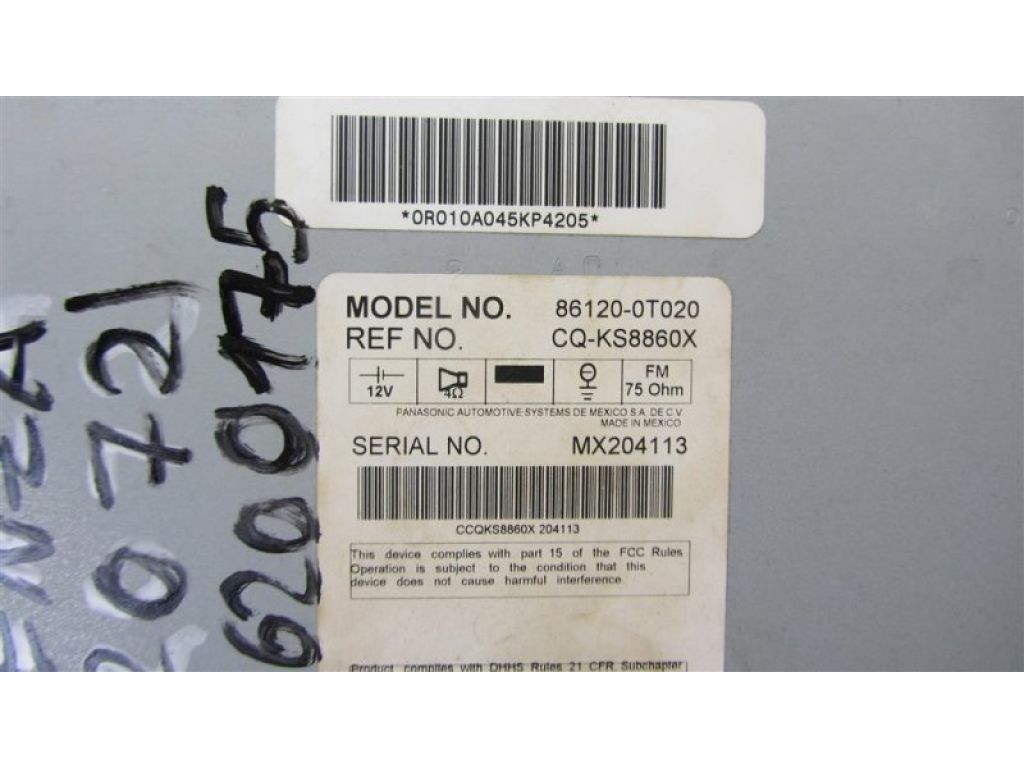 *0R010A045KP4205*
MODEL NO. 86120-0T020
REF NO. CQ-KS8860X
12V 4Ω FM 75 Ohm
PANASONIC AUTOMOTIVE SYSTEMS DE MEXICO S.A. DE C.V.
MADE IN MEXICO
SERIAL NO. MX204113
CCQKS8860X 204113
This device complies with part 15 of the FCC Rules
Operation is subject to the condition that this
device does not cause harmful interference.
Product complies with DHHS Rules 21 CFR Subchapter
6200175